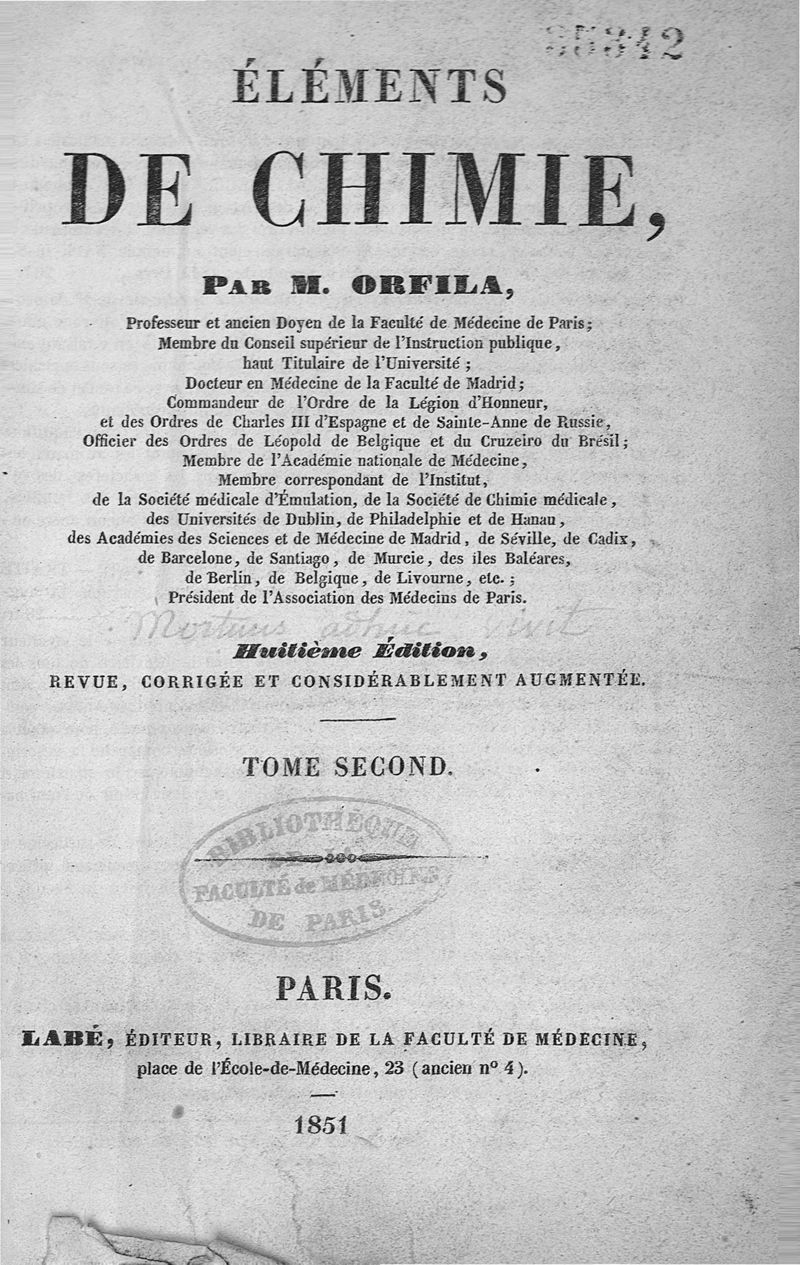 35342
ÉLÉMENTS
DE CHIMIE,
PAR M. ORFILA,
Professeur et ancien Doyen de la Faculté de Médecine de Paris;
Membre du Conseil supérieur de l'Instruction publique,
haut Titulaire de l'Université ;
Docteur en Médecine de la Faculté de Madrid;
Commandeur de l'Ordre de la Légion d'Honneur,
et des Ordres de Charles III d'Espagne et de Sainte-Anne de Russie,
Officier des Ordres de Léopold de Belgique et du Cruzeiro du Brésil;
Membre de l'Académie nationale de Médecine,
Membre correspondant de l'Institut,
de la Société médicale d'Émulation, de la Société de Chimie médicale,
des Universités de Dublin, de Philadelphie et de Hanau,
des Académies des Sciences et de Médecine de Madrid, de Séville, de Cadix,
de Barcelone, de Santiago, de Murcie, des iles Baléares,
de Berlin, de Belgique, de Livourne, etc. ;
Président de l'Association des Médecins de Paris.
Mortuus adhuc vivit
Huitième Édition,
REVUE, CORRIGÉE ET CONSIDÉRABLEMENT AUGMENTÉE.
TOME SECOND.
BIBLIOTHÈQUE
DE LA
FACULTÉ de MÉDECINE
DE PARIS
PARIS.
LABÉ, ÉDITEUR, LIBRAIRE DE LA FACULTÉ DE MÉDECINE,
place de l'École-de-Médecine, 23 (ancien nº 4).
1851